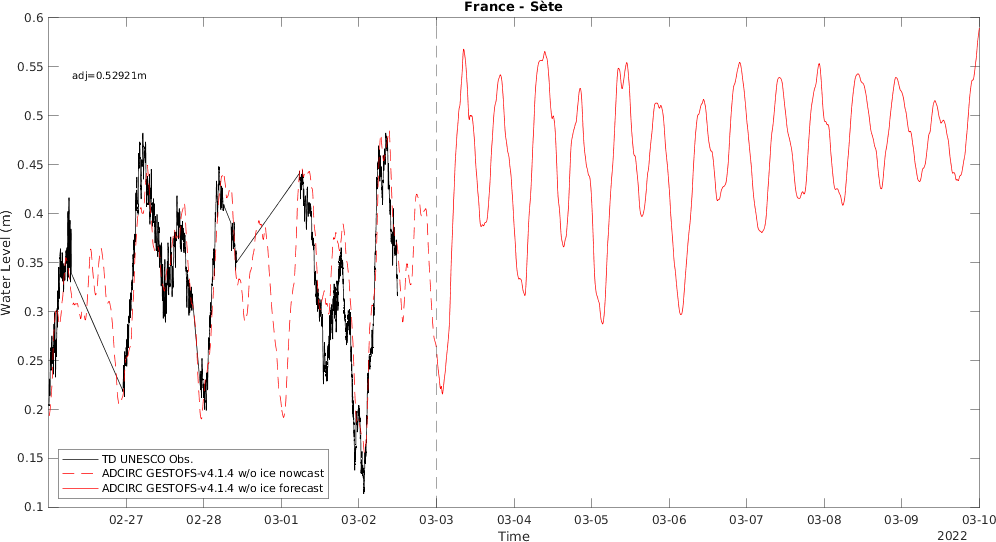 France - Sète
0.6
0.55
0.5
0.45
0.4
0.35
0.3
0.25
0.2
0.15
0.1
Water Level (m)
adj=0.52921m
TD UNESCO Obs.
ADCIRC GESTOFS-v4.1.4 w/o ice nowcast
ADCIRC GESTOFS-v4.1.4 w/o ice forecast
02-27 02-28 03-01 03-02 03-03 03-04 03-05 03-06 03-07 03-08 03-09 03-10
Time
2022